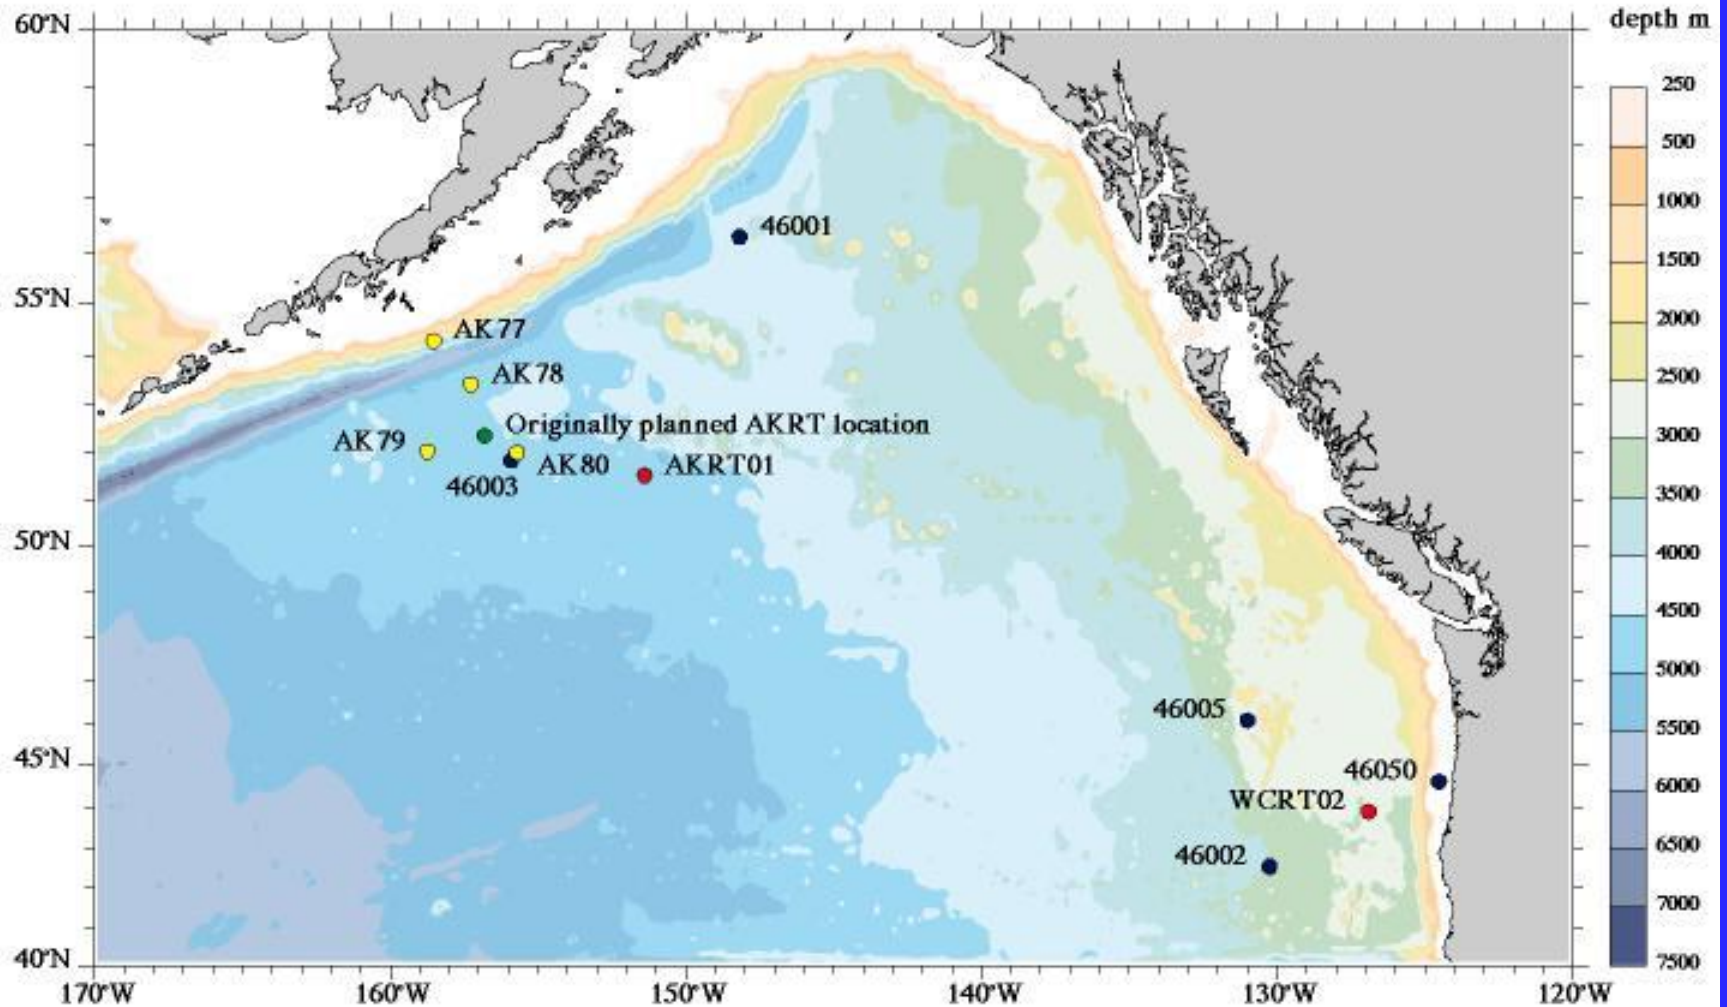 depth m
60°N
250
500
1000
46001
1500
55°N
2000
AK77
AK78
2500
Originally planned AKRT location
AK79
3000
AK80
AKRT01
46003
3500
50°N
4000
4500
5000
46005
5500
45°N
46050
6000
WCRT02
6500
46002
7000
40°N
7500
170°W
160°W
150°W
140°W
130°W
120°W